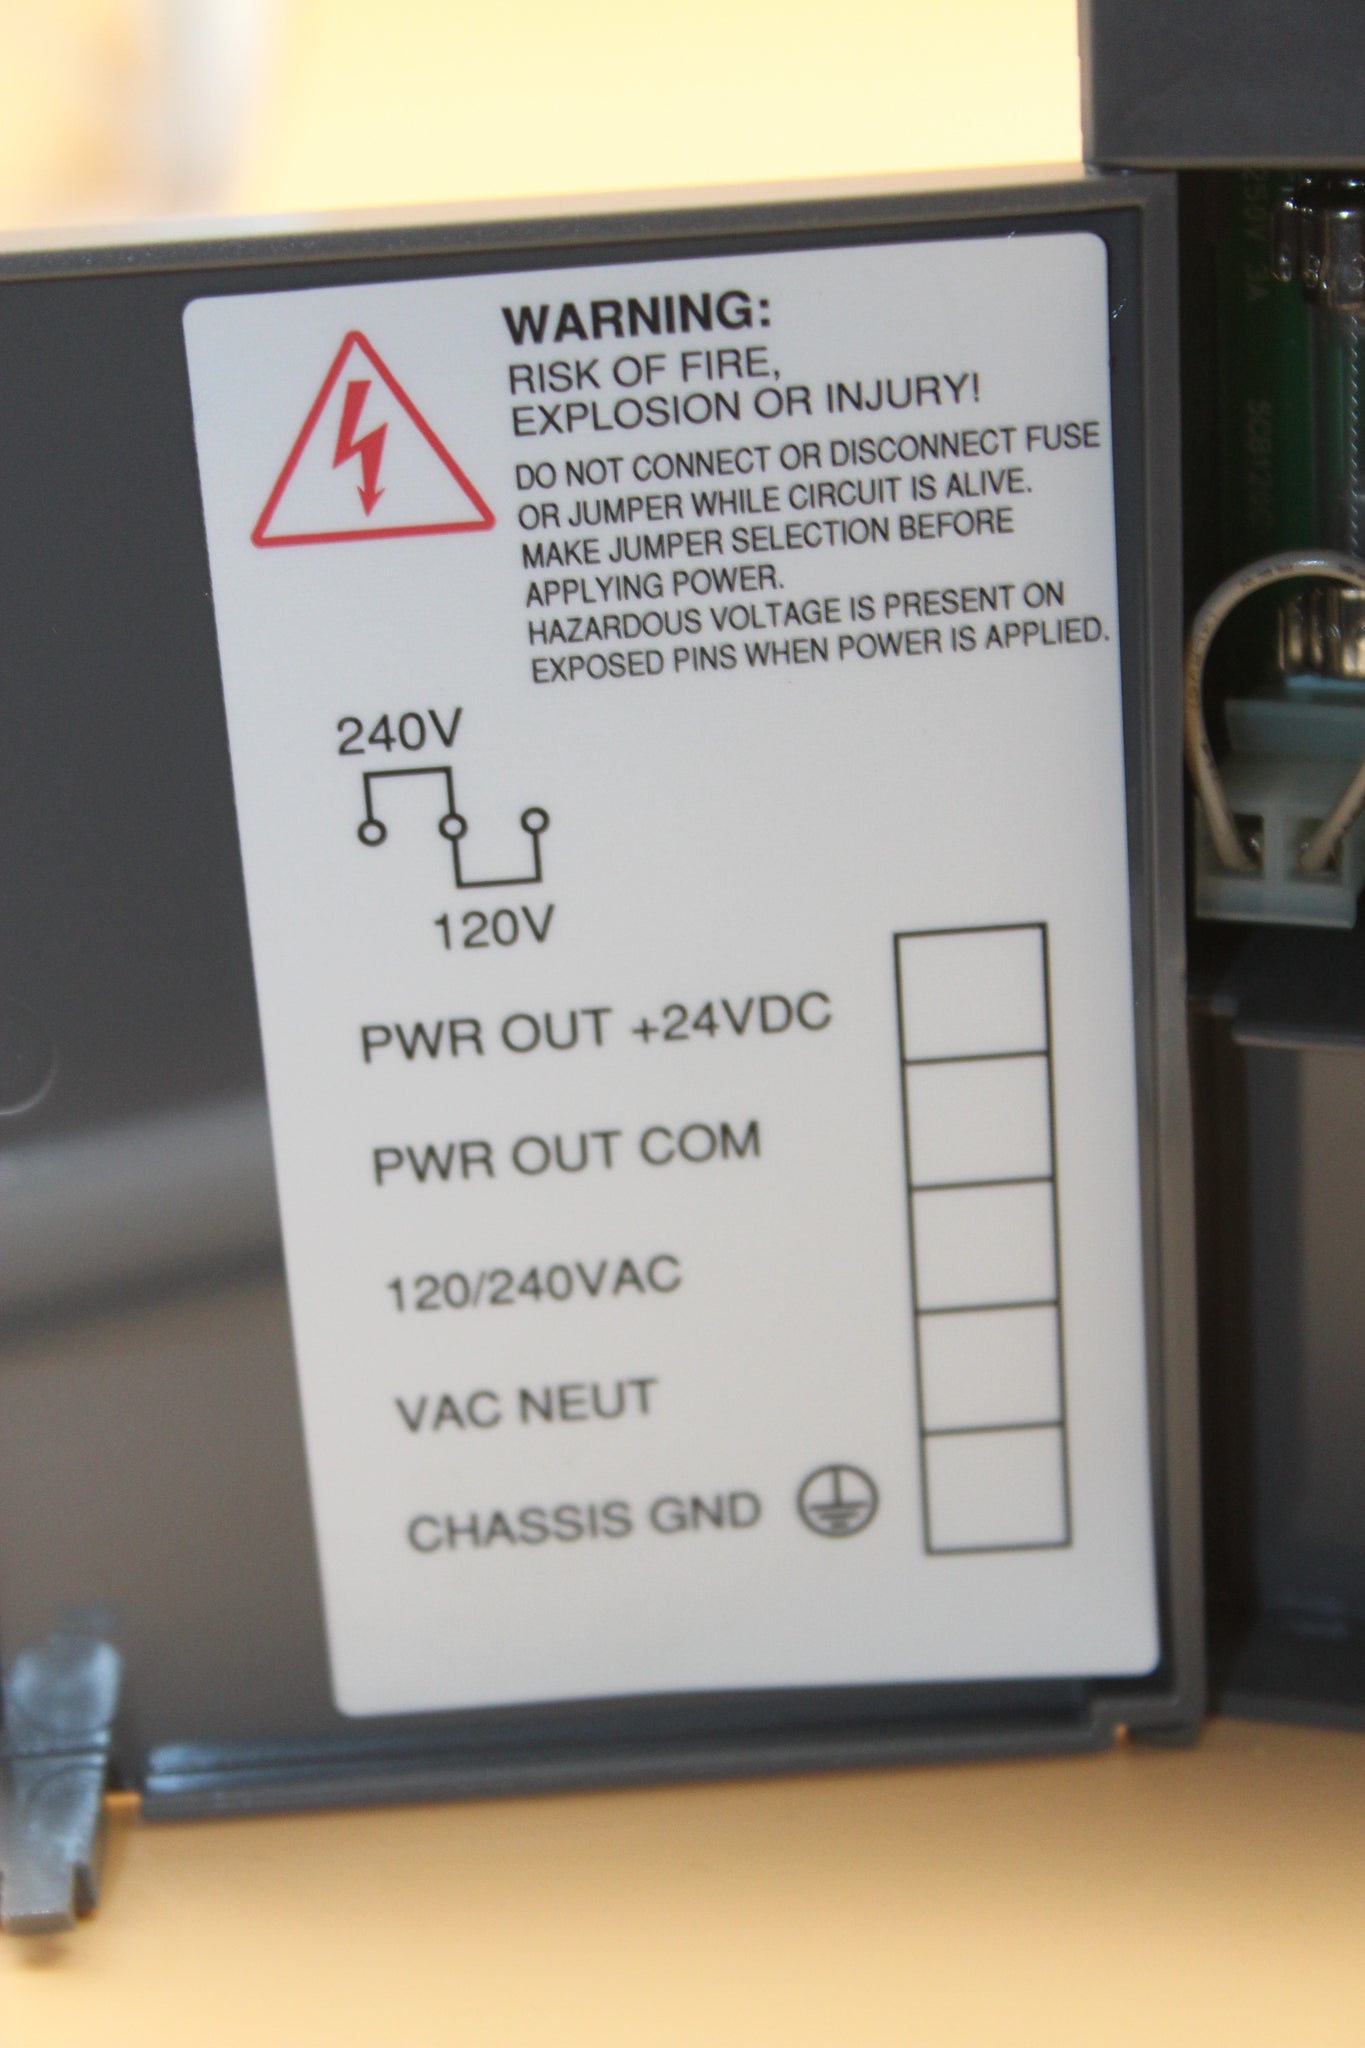 WARNING:
RISK OF FIRE,
EXPLOSION OR INJURY!
DO NOT CONNECT OR DISCONNECT FUSE
OR JUMPER WHILE CIRCUIT IS ALIVE.
MAKE JUMPER SELECTION BEFORE
APPLYING POWER.
HAZARDOUS VOLTAGE IS PRESENT ON
EXPOSED PINS WHEN POWER IS APPLIED.
240V
120V
PWR OUT +24VDC
PWR OUT COM
120/240VAC
VAC NEUT
CHASSIS GND